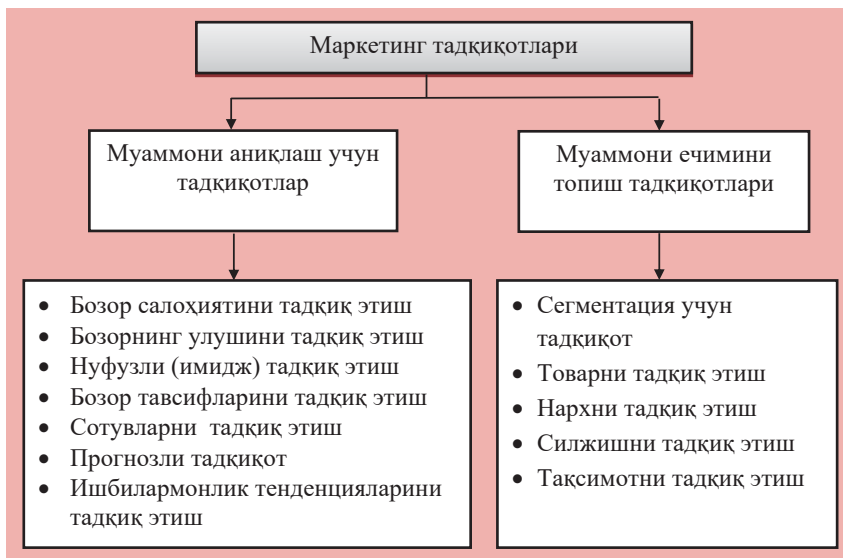 Маркетинг тадқиқотлари
Муаммони аниқлаш учун
тадқиқотлар
Муаммони ечимини
топиш тадқиқотлари
• Бозор салоҳиятини тадқиқ этиш
• Бозорнинг улушини тадқиқ этиш
• Нуфузли (имидж) тадқиқ этиш
• Бозор тавсифларини тадқиқ этиш
• Сотувларни тадқиқ этиш
• Прогнозли тадқиқот
• Ишбилармонлик тенденцияларини
тадқиқ этиш
• Сегментация учун
тадқиқот
• Товарни тадқиқ этиш
• Нархни тадқиқ этиш
• Силжишни тадқиқ этиш
• Тақсимотни тадқиқ этиш